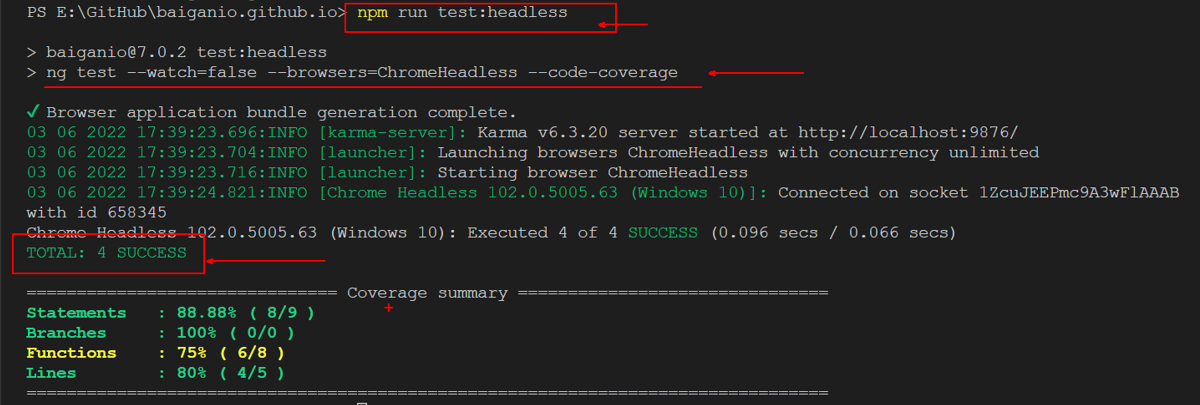 PS E:\GitHub\baiganio.github.io> npm run test:headless
> baiganio@7.0.2 test:headless
> ng test --watch=false --browsers=ChromeHeadless --code-coverage
✓ Browser application bundle generation complete.
03 06 2022 17:39:23.696:INFO [karma-server]: Karma v6.3.20 server started at http://localhost:9876/
03 06 2022 17:39:23.704:INFO [launcher]: Launching browsers ChromeHeadless with concurrency unlimited
03 06 2022 17:39:23.716:INFO [launcher]: Starting browser ChromeHeadless
03 06 2022 17:39:24.821:INFO [Chrome Headless 102.0.5005.63 (Windows 10)]: Connected on socket 1ZcuJEEPmc9A3wFlAAAB
with id 658345
Chrome Headless 102.0.5005.63 (Windows 10): Executed 4 of 4 SUCCESS (0.096 secs / 0.066 secs)
TOTAL: 4 SUCCESS
=============================== Coverage summary ===============================
Statements   : 88.88% ( 8/9 )
Branches     : 100% ( 0/0 )
Functions    : 75% ( 6/8 )
Lines        : 80% ( 4/5 )
================================================================================